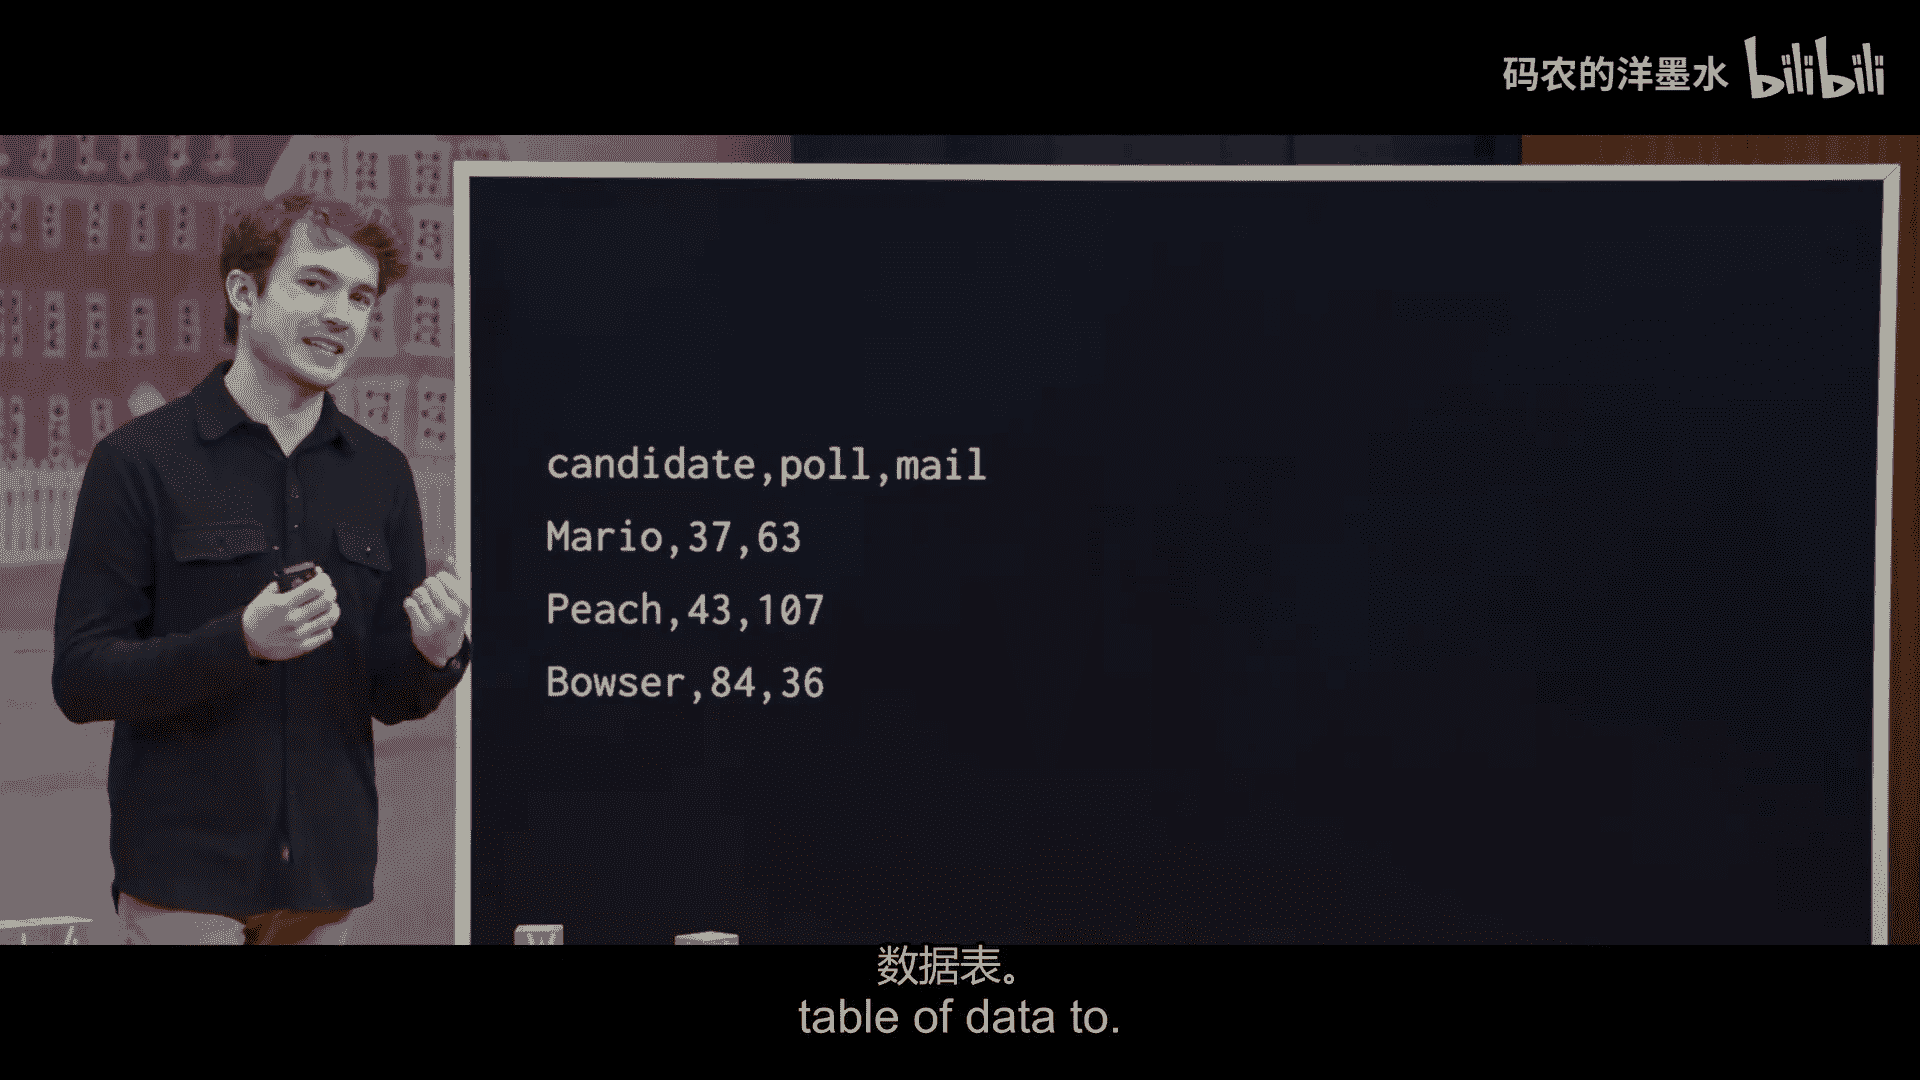 码农的洋墨水 bilibili
candidate,poll,mail
Mario,37,63
Peach,43,107
Bowser,84,36
W
数据表。
table of data to.